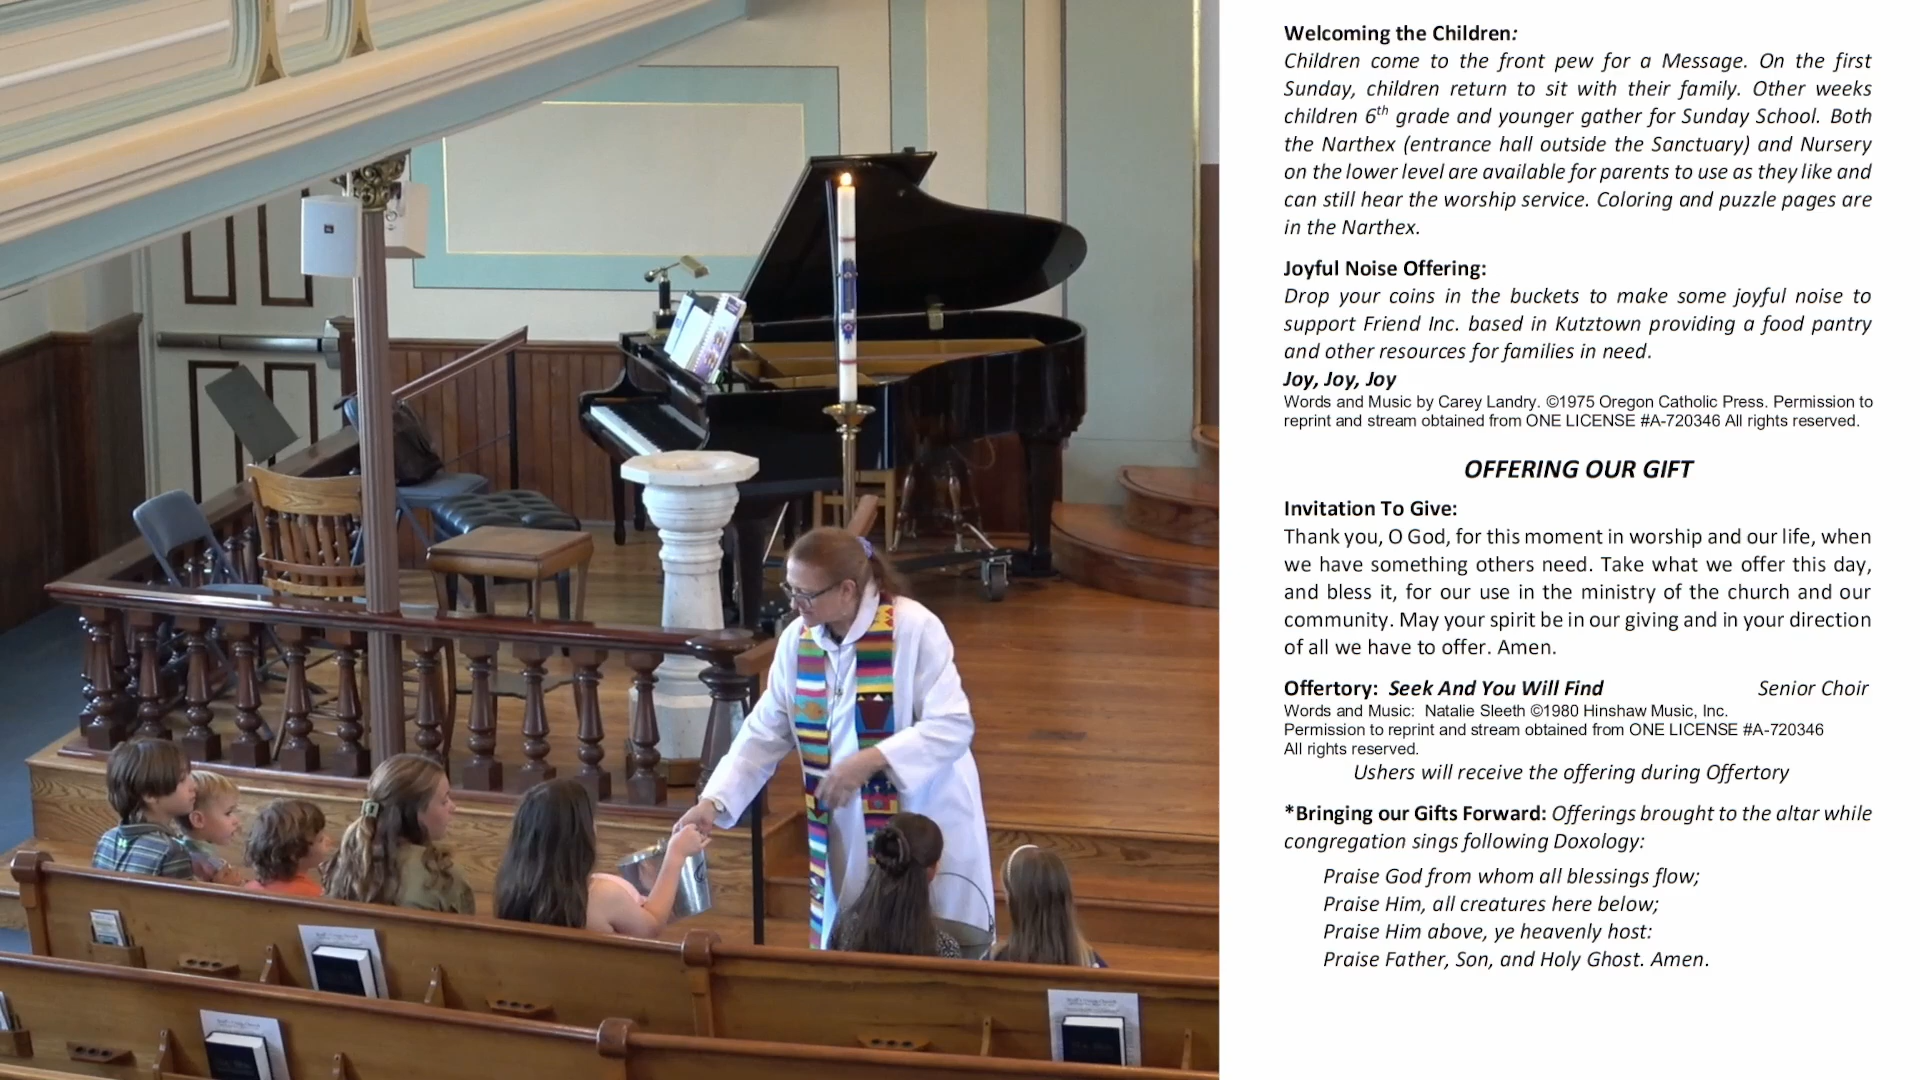 Welcoming the Children:
Children come to the front pew for a Message. On the first
Sunday, children return to sit with their family. Other weeks
children 6th grade and younger gather for Sunday School. Both
the Narthex (entrance hall outside the Sanctuary) and Nursery
on the lower level are available for parents to use as they like and
can still hear the worship service. Coloring and puzzle pages are
in the Narthex.
Joyful Noise Offering:
Drop your coins in the buckets to make some joyful noise to
support Friend Inc. based in Kutztown providing a food pantry
and other resources for families in need.
Joy, Joy, Joy
Words and Music by Carey Landry. ©1975 Oregon Catholic Press. Permission to
reprint and stream obtained from ONE LICENSE #A-720346 All rights reserved.
OFFERING OUR GIFT
Invitation To Give:
Thank you, O God, for this moment in worship and our life, when
we have something others need. Take what we offer this day,
and bless it, for our use in the ministry of the church and our
community. May your spirit be in our giving and in your direction
of all we have to offer. Amen.
Offertory: Seek And You Will Find Senior Choir
Words and Music: Natalie Sleeth ©1980 Hinshaw Music, Inc.
Permission to reprint and stream obtained from ONE LICENSE #A-720346
All rights reserved.
Ushers will receive the offering during Offertory
*Bringing our Gifts Forward: Offerings brought to the altar while
congregation sings following Doxology:
Praise God from whom all blessings flow;
Praise Him, all creatures here below;
Praise Him above, ye heavenly host:
Praise Father, Son, and Holy Ghost. Amen.